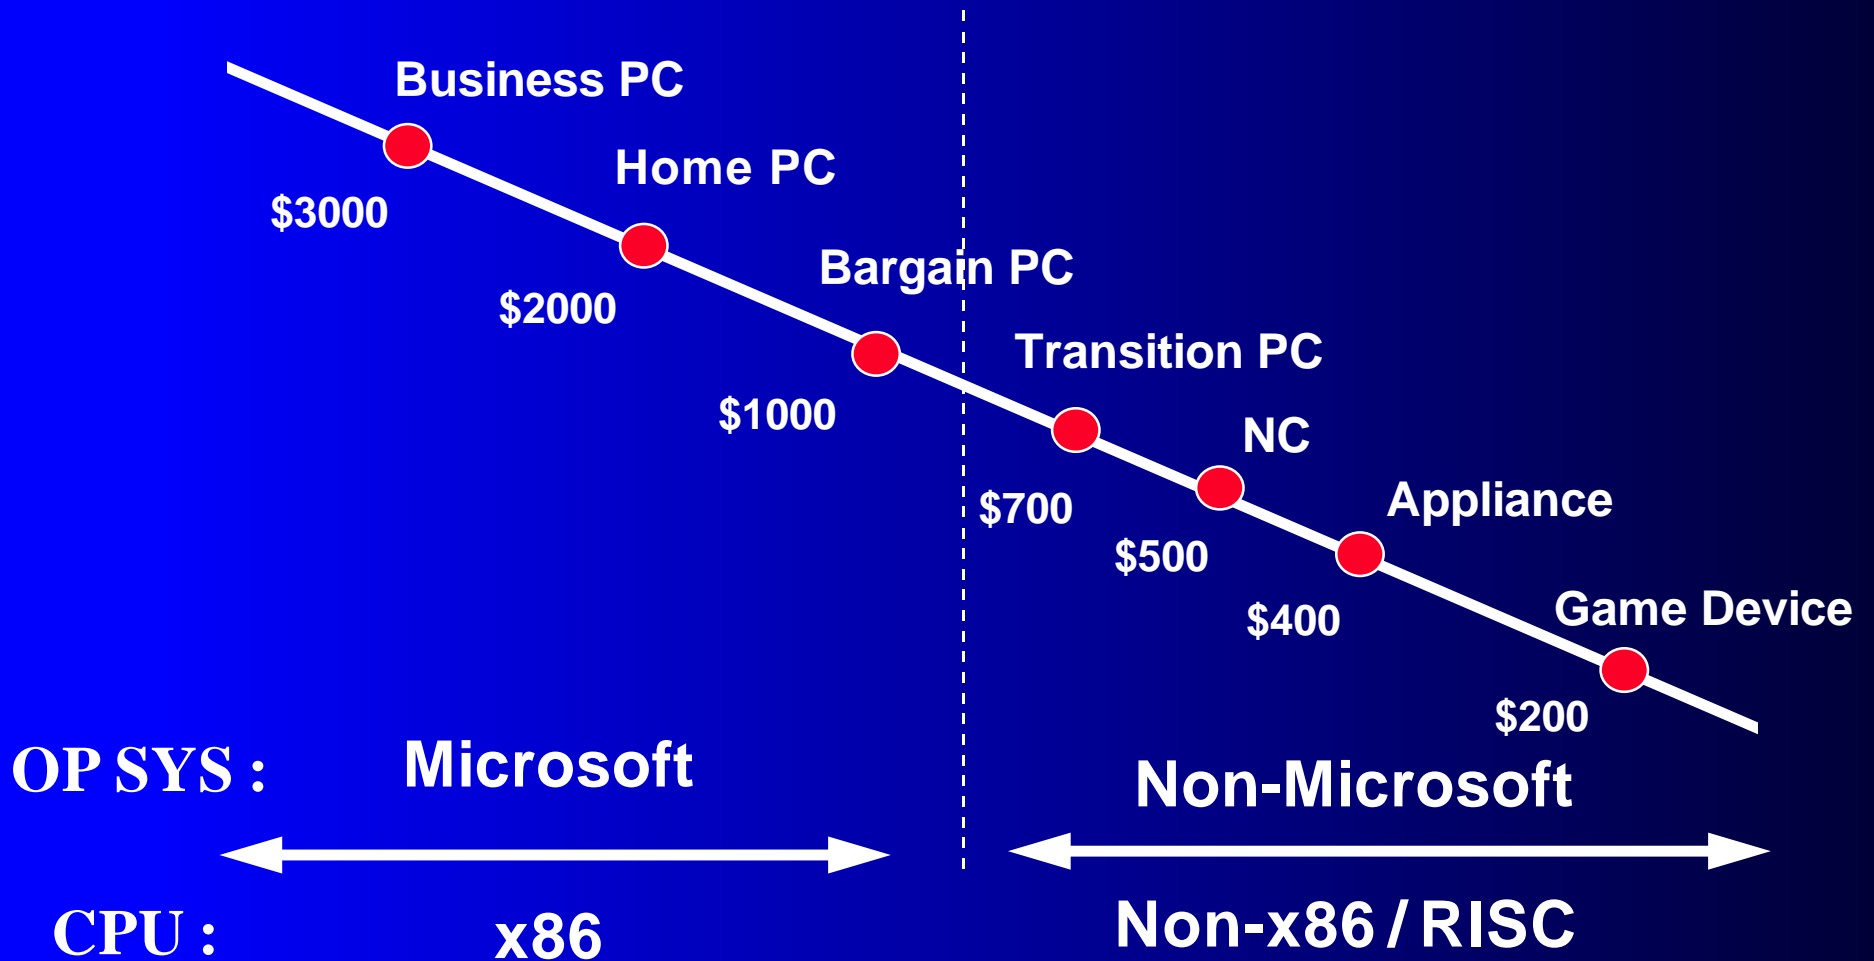 Business PC
Home PC
$3000
Bargain PC
$2000
Transition PC
$1000
NC
Appliance
$700
$500
Game Device
$400
$200
OP SYS : Microsoft Non-Microsoft
CPU : x86 Non-x86 / RISC